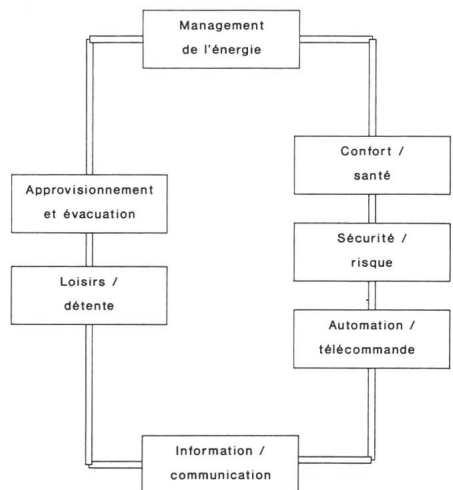 Management
de l'énergie
Confort /
santé
Approvisionnement
et évacuation
Sécurité /
risque
Loisirs /
détente
Automation /
télécommande
Information /
communication